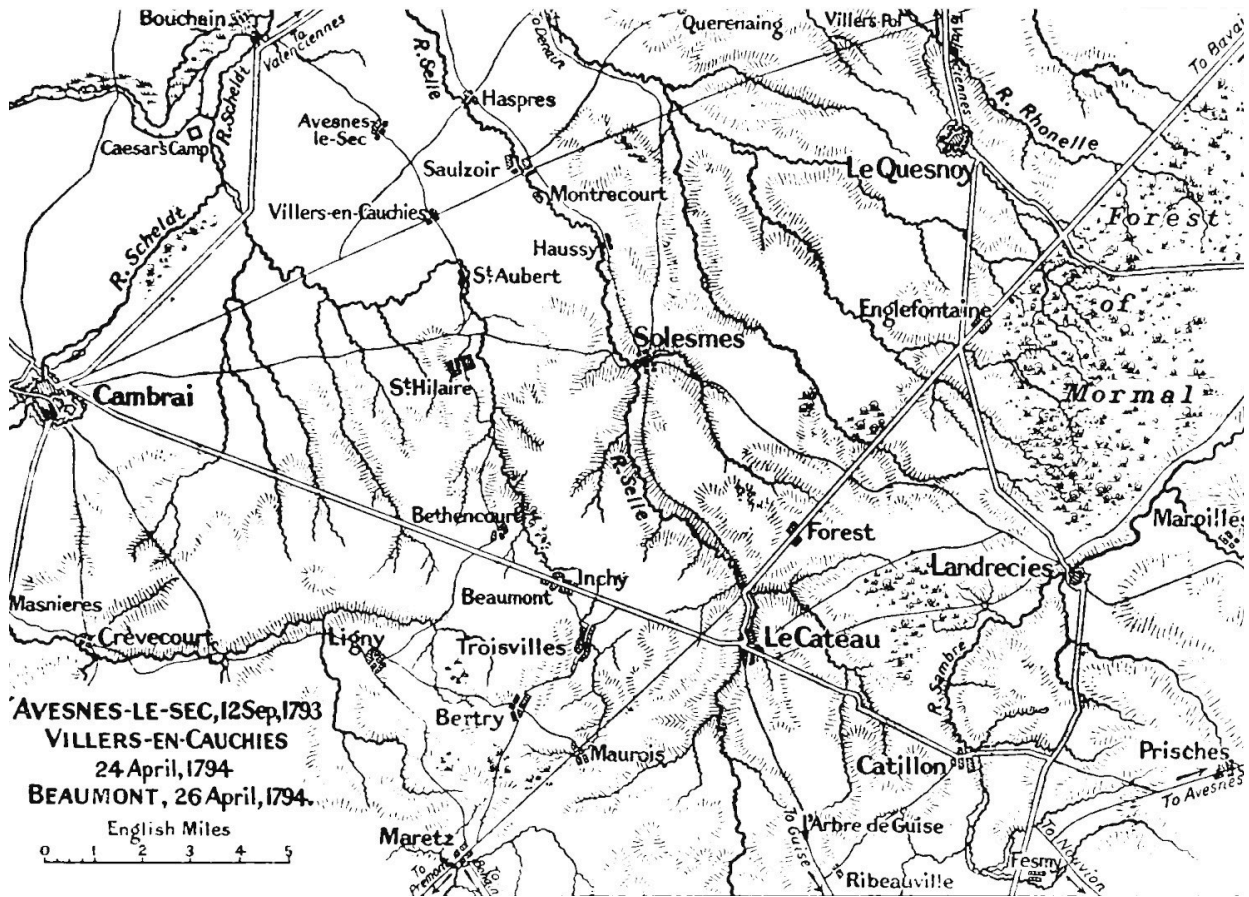 Bouchain
To Valenciennes
R. Selle
To Denain
Querenaing
Villers Pol
To Valenciennes
To Bavai
R. Scheldt
Haspres
R. Rhonelle
Avesnes-
le-Sec
Caesar's Camp
Saulzoir
Le Quesnoy
Montrecourt
Villers-en-Cauchies
Forest
R. Scheldt
Haussy
St. Aubert
of
Englefontaine
Solesmes
St. Hilaire
Mormal
Cambrai
R. Selle
Bethencourt
Forest
Maroilles
Inchy
Landrecies
Beaumont
Masnieres
Crèvecourt
Ligny
Troisvilles
Le Cateau
R. Sambre
Bertry
Maurois
Catillon
Prisches
To Avesnes
AVESNES-LE-SEC, 12 Sep, 1793
VILLERS-EN-CAUCHIES
24 April, 1794
BEAUMONT, 26 April, 1794.
English Miles
0 1 2 3 4 5
Maretz
To Premont
To Guise
l'Arbre de Guise
To Nouvion
Fesmy
Ribeauville